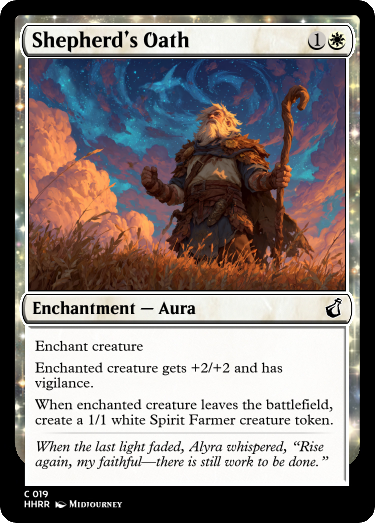 Shepherd's Oath 1
Enchantment — Aura
Enchant creature
Enchanted creature gets +2/+2 and has
vigilance.
When enchanted creature leaves the battlefield,
create a 1/1 white Spirit Farmer creature token.
When the last light faded, Alyra whispered, “Rise
again, my faithful—there is still work to be done.”
C 019
HHRR Midjourney